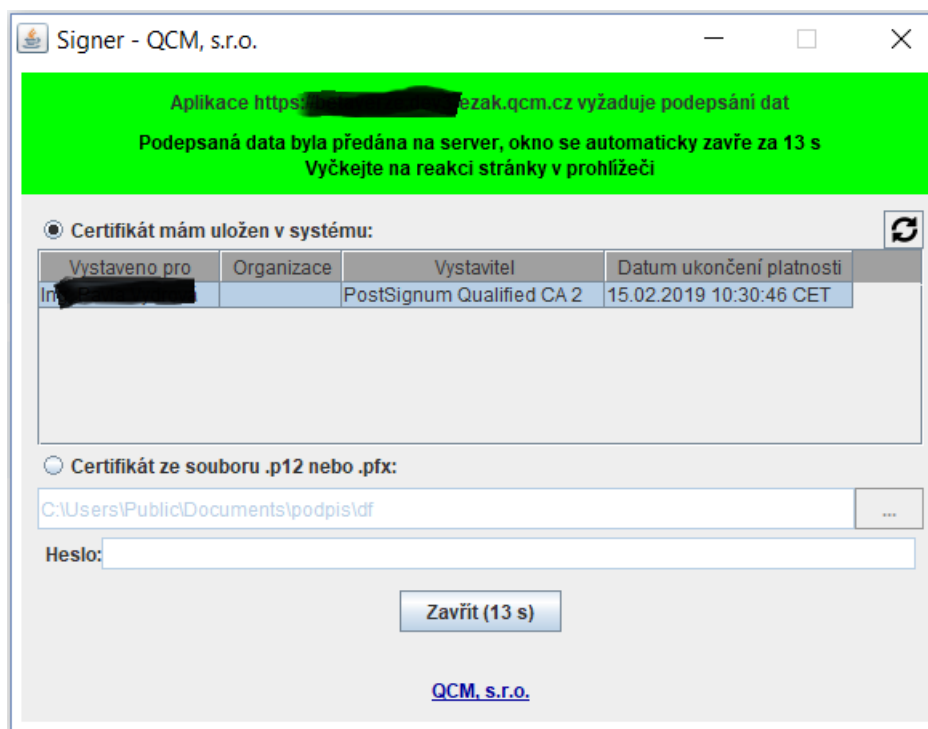 Signer - QCM, s.r.o.
Aplikace https: ezak.qcm.cz vyžaduje podepsání dat
Podepsaná data byla předána na server, okno se automaticky zavře za 13 s
Vyčkejte na reakci stránky v prohlížeči
Certifikát mám uložen v systému:
Vystaveno pro Organizace Vystavitel Datum ukončení platnosti
PostSignum Qualified CA 2 15.02.2019 10:30:46 CET
Certifikát ze souboru .p12 nebo .pfx:
C:\Users\Public\Documents\podpis\df
...
Heslo:
Zavřít (13 s)
QCM, s.r.o.